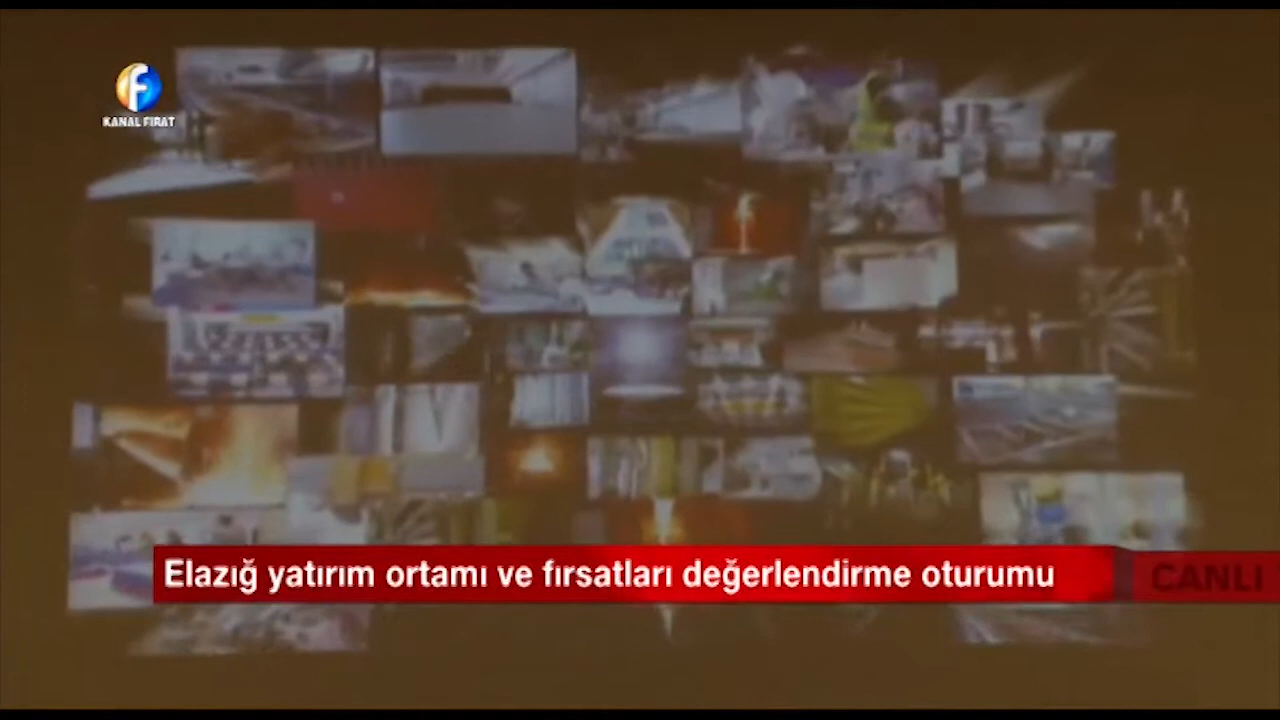 KANAL FIRAT
Elazığ yatırım ortamı ve fırsatları değerlendirme oturumu
CANLI